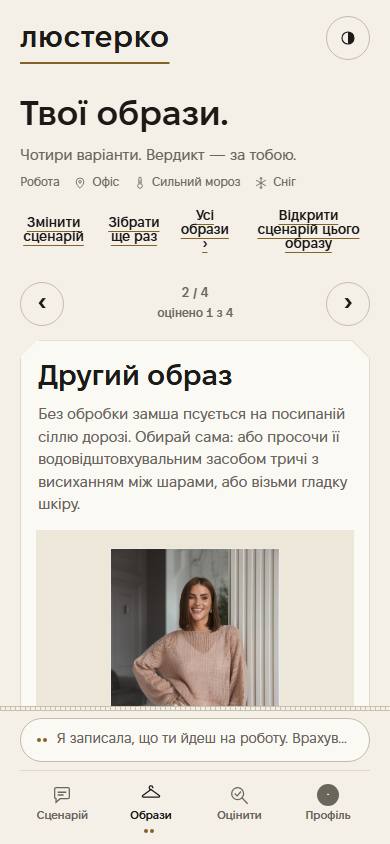 люстерко
Твої образи.
Чотири варіанти. Вердикт — за тобою.
Робота Офіс Сильний мороз Сніг
Змінити
сценарій
Зібрати
ще раз
Усі
образи
›
Відкрити
сценарій цього
образу
‹
2 / 4
оцінено 1 з 4
›
Другий образ
Без обробки замша псується на посипаній
сіллю дорозі. Обирай сама: або просочи її
водовідштовхувальним засобом тричі з
висиханням між шарами, або візьми гладку
шкіру.
Я записала, що ти йдеш на роботу. Врахув...
Сценарій Образи Оцінити Профіль